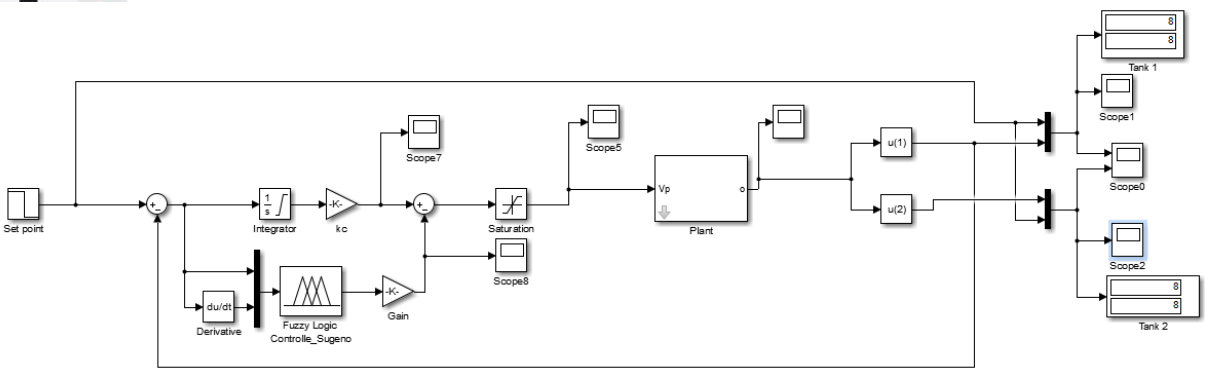 8
8
Tank 1
Scope1
Scope7
Scope5
u(1)
Scope0
Set point
1
s
Integrator
-K-
kc
Saturation
Vp
o
Plant
u(2)
Scope2
Scope8
du/dt
Derivative
Fuzzy Logic
Controlle_Sugeno
-K-
Gain
8
8
Tank 2